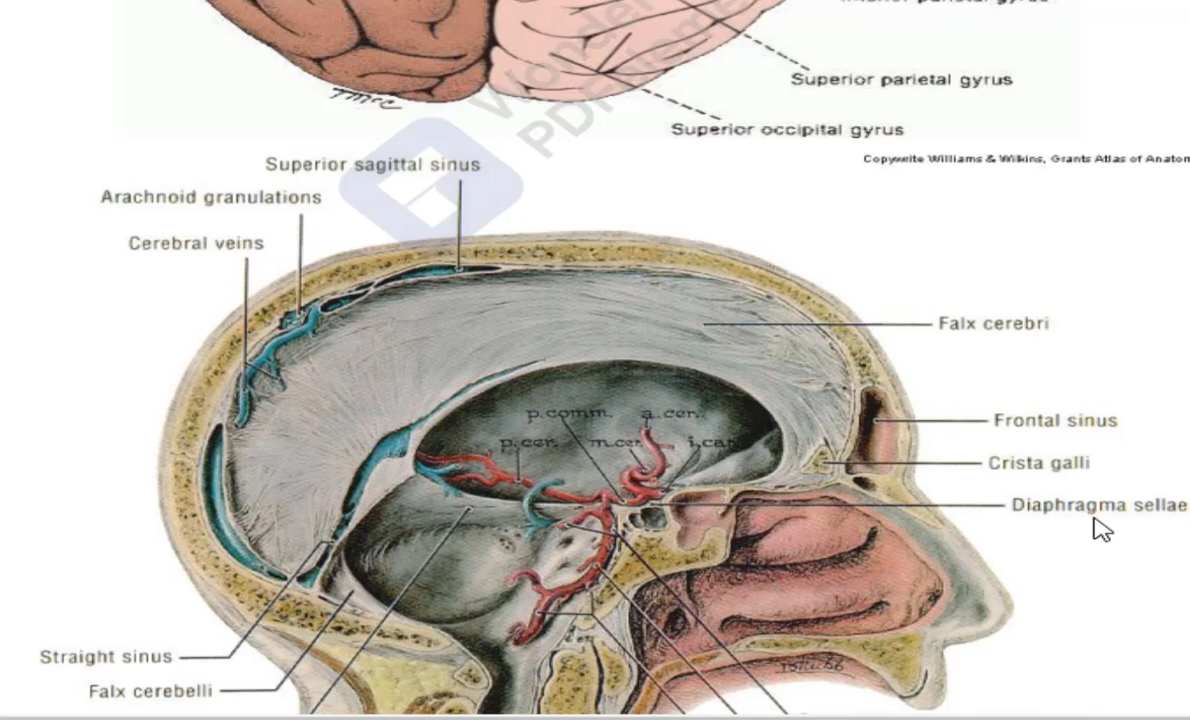 Superior parietal gyrus
Superior occipital gyrus
Copywrite Williams & Wilkins, Grants Atlas of Anatom
Superior sagittal sinus
Arachnoid granulations
Cerebral veins
Falx cerebri
p.comm. a.cer.
p.cer. m.cer. i.car.
Frontal sinus
Crista galli
Diaphragma sellae
Straight sinus
Falx cerebelli